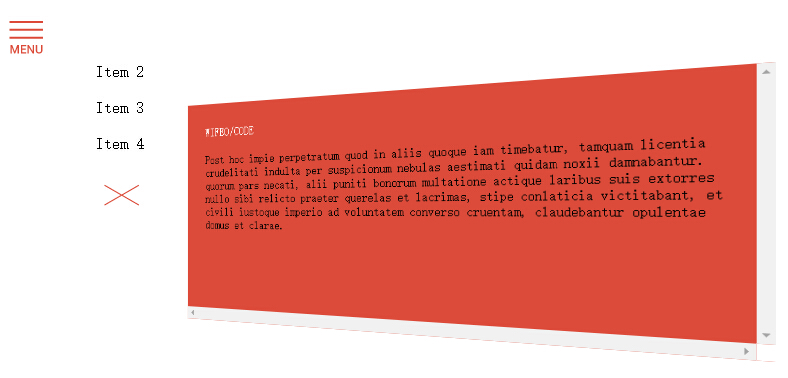 MENU
Item 2
Item 3
Item 4
WIFEO/CODE
Post hoc impie perpetratum quod in aliis quoque iam timebatur, tamquam licentia
crudelitati indulta per suspicionum nebulas aestimati quidam noxii damnabantur.
quorum pars necati, alii puniti bonorum multatione actique laribus suis extorres
nullo sibi relicto praeter querelas et lacrimas, stipe conlaticia victitabant, et
civili iustoque imperio ad voluntatem converso cruentam, claudebantur opulentae
domus et clarae.